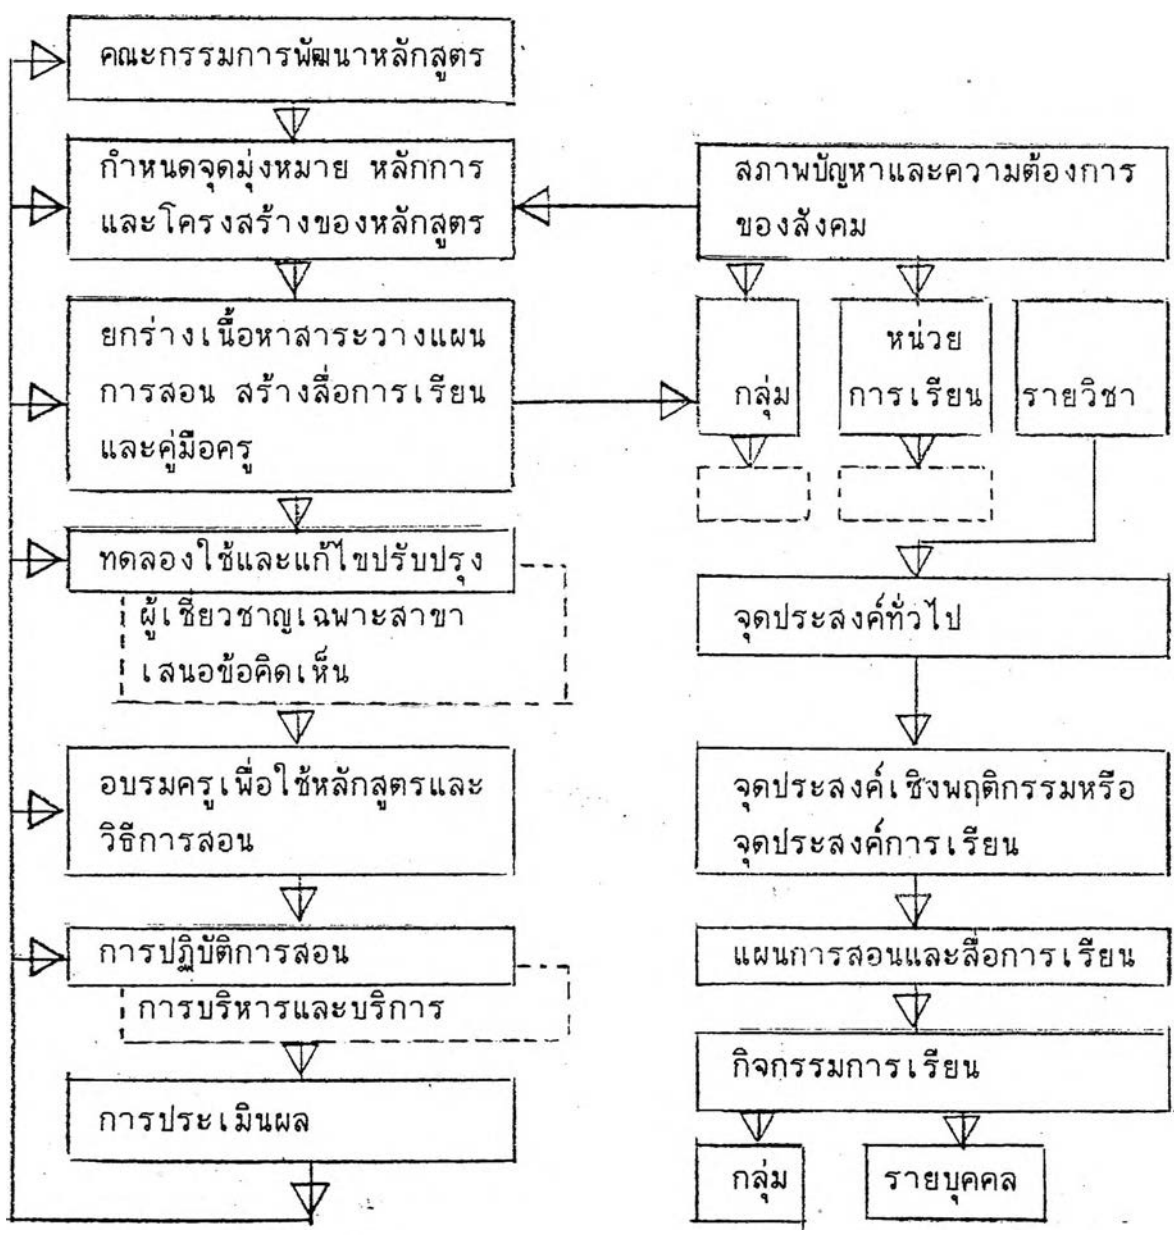 คณะกรรมการพัฒนาหลักสูตร
กำหนดจุดมุ่งหมาย หลักการ
และโครงสร้างของหลักสูตร
ยกร่างเนื้อหาสาระวางแผน
การสอน สร้างสื่อการเรียน
และคู่มือครู
ทดลองใช้และแก้ไขปรับปรุง
ผู้เชี่ยวชาญเฉพาะสาขา
เสนอข้อคิดเห็น
อบรมครูเพื่อใช้หลักสูตรและ
วิธีการสอน
การปฏิบัติการสอน
การบริหารและบริการ
การประเมินผล
สภาพปัญหาและความต้องการ
ของสังคม
กลุ่ม
หน่วย
การเรียน
รายวิชา
จุดประสงค์ทั่วไป
จุดประสงค์เชิงพฤติกรรมหรือ
จุดประสงค์การเรียน
แผนการสอนและสื่อการเรียน
กิจกรรมการเรียน
กลุ่ม
รายบุคคล